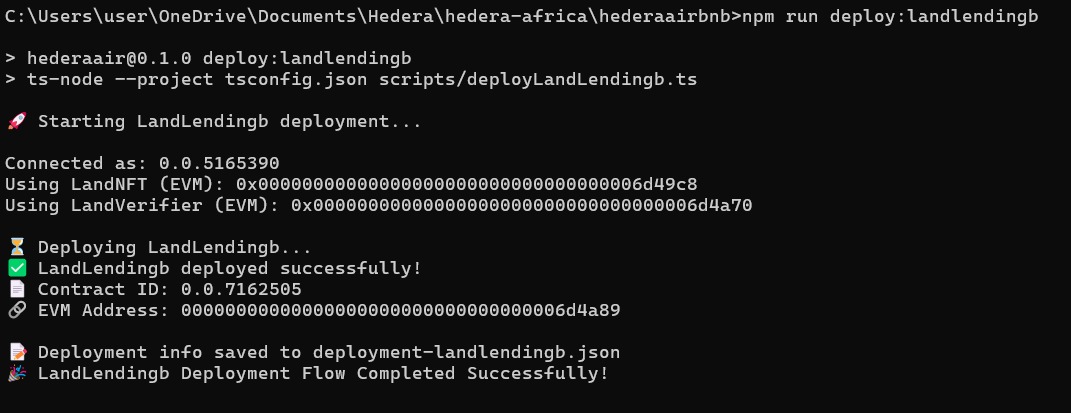 C:\Users\user\OneDrive\Documents\Hedera\hedera-africa\hederaairbnb>npm run deploy:landlendingb
> hederaair@0.1.0 deploy:landlendingb
> ts-node --project tsconfig.json scripts/deployLandLendingb.ts
🚀 Starting LandLendingb deployment...
Connected as: 0.0.5165390
Using LandNFT (EVM): 0x00000000000000000000000000000000006d49c8
Using LandVerifier (EVM): 0x00000000000000000000000000000000006d4a70
⏳ Deploying LandLendingb...
✅ LandLendingb deployed successfully!
📄 Contract ID: 0.0.7162505
🔗 EVM Address: 00000000000000000000000000000000006d4a89
📝 Deployment info saved to deployment-landlendingb.json
🎉 LandLendingb Deployment Flow Completed Successfully!